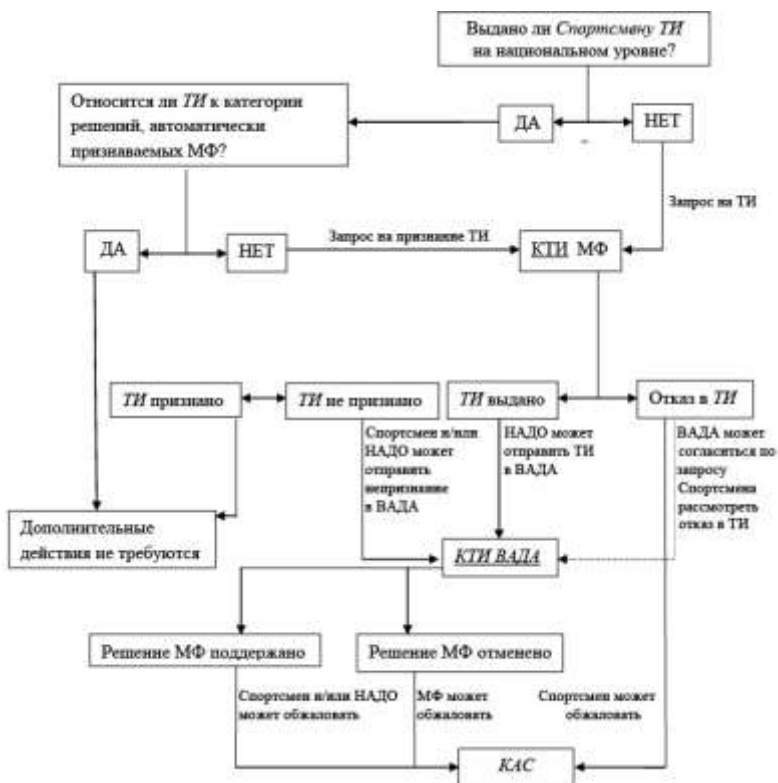 Выдано ли Спортсмену ТИ
на национальном уровне?
Относится ли ТИ к категории
решений, автоматически
признаваемых МФ?
ДА
НЕТ
Запрос на ТИ
ДА
НЕТ
Запрос на признание ТИ
КТИ МФ
ТИ признано
ТИ не признано
ТИ выдано
Отказ в ТИ
Спортсмен и/или
НАДО может
отправить
непризнание
в ВАДА
НАДО может
отправить ТИ
в ВАДА
ВАДА может
согласиться по
запросу
Спортсмена
рассмотреть
отказ в ТИ
Дополнительные
действия не требуются
КТИ ВАДА
Решение МФ поддержано
Решение МФ отменено
Спортсмен и/или НАДО
может обжаловать
МФ может
обжаловать
Спортсмен может
обжаловать
КАС